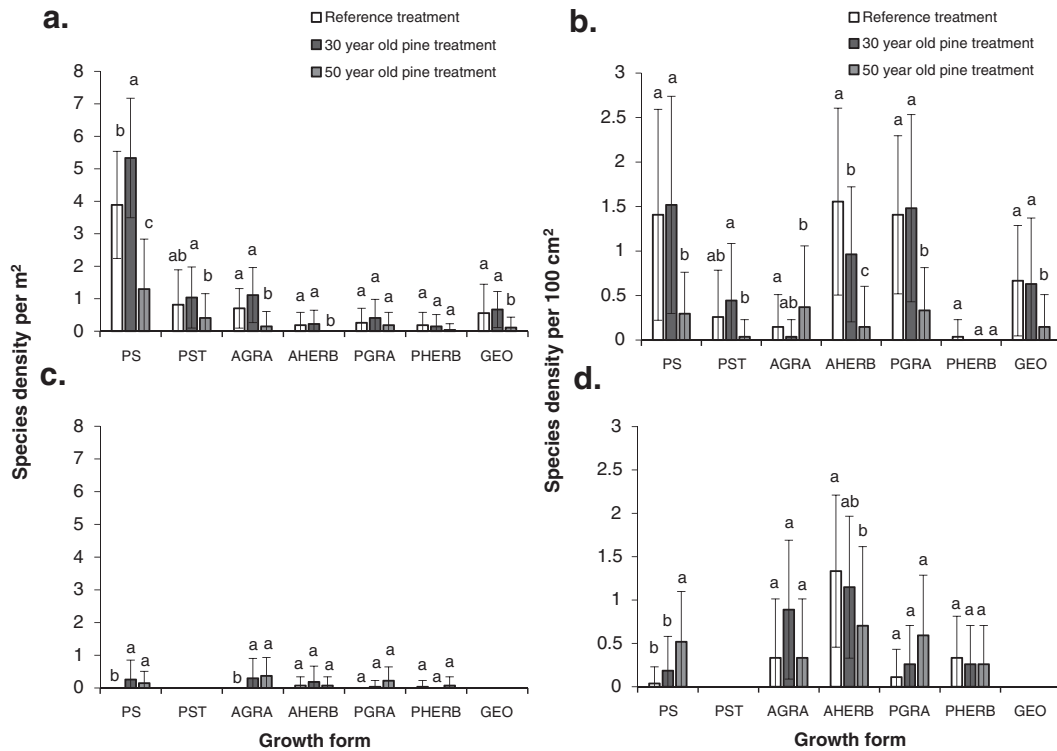 a.
Reference treatment
30 year old pine treatment
50 year old pine treatment
8
7
6
5
4
3
2
1
0
b a c
ab a b
a a b
a a b
a a a
a a a
a a b
PS PST AGRA AHERB PGRA PHERB GEO
Species density per m²
b.
Reference treatment
30 year old pine treatment
50 year old pine treatment
3
2.5
2
1.5
1
0.5
0
a a b
ab a b
a ab b
a b c
a a b
a a a
a a b
PS PST AGRA AHERB PGRA PHERB GEO
Species density per 100 cm²
c.
8
7
6
5
4
3
2
1
0
b a a
b a a
a a a
a a a
a a a
PS PST AGRA AHERB PGRA PHERB GEO
Growth form
d.
3
2.5
2
1.5
1
0.5
0
b b a
a a a
a ab b
a a a
a a a
PS PST AGRA AHERB PGRA PHERB GEO
Growth form